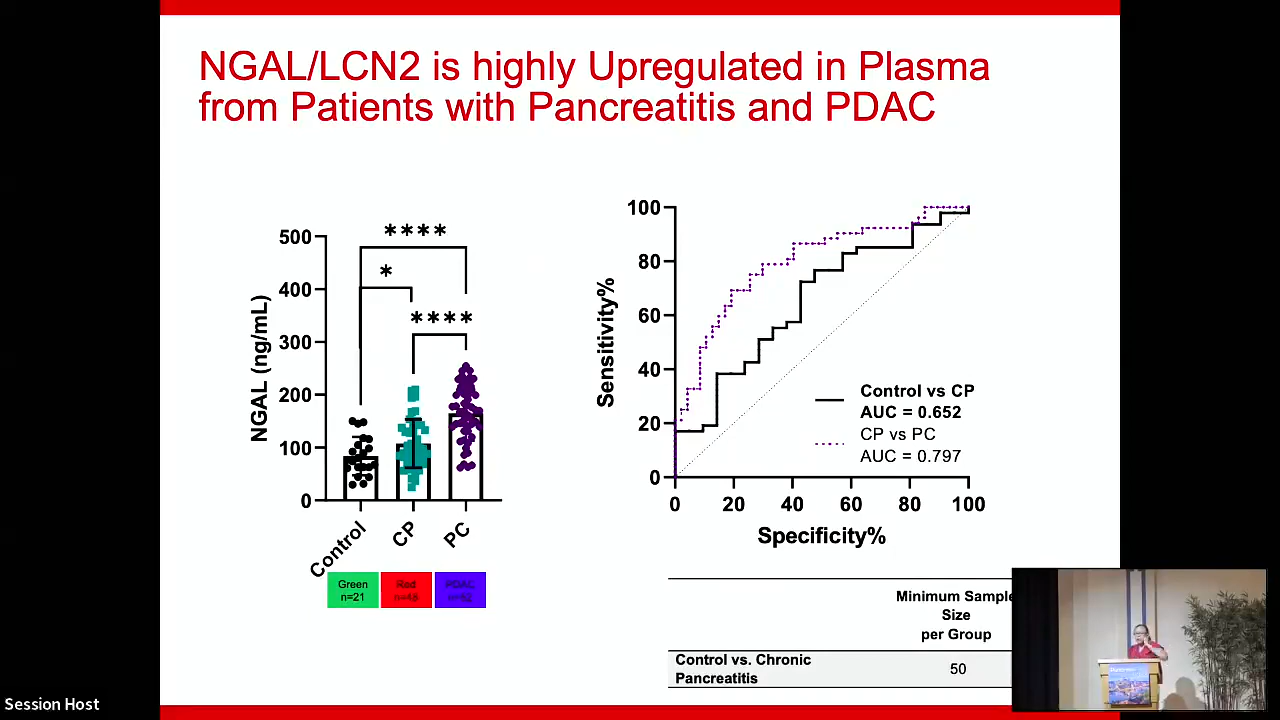 NGAL/LCN2 is highly Upregulated in Plasma
from Patients with Pancreatitis and PDAC
500
400
300
200
100
0
NGAL (ng/mL)
****
*
****
Control
CP
PC
Green
n=21
Red
PDAC
n=52
100
80
60
40
20
0
Sensitivity%
0 20 40 60 80 100
Specificity%
Control vs CP
AUC = 0.652
CP vs PC
AUC = 0.797
Minimum Sample
Size
per Group
Control vs. Chronic
Pancreatitis
50
Session Host